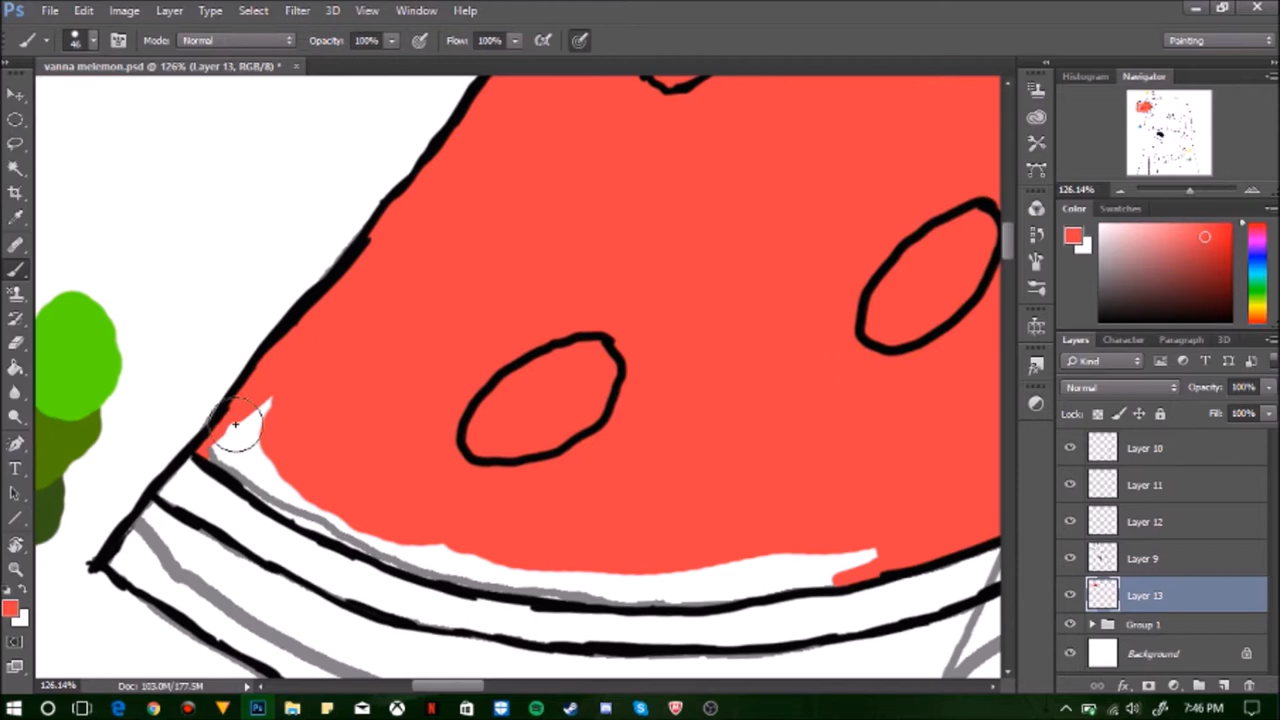 Ps File Edit Image Layer Type Select Filter 3D View Window Help
46 Mode: Normal Opacity: 100% Flow: 100% Painting
vanna melemon.psd @ 126% (Layer 13, RGB/8) * ×
Histogram Navigator
126.14%
Color Swatches
Layers Character Paragraph 3D
Kind
Normal Opacity: 100%
Lock: Fill: 100%
Layer 10
Layer 11
Layer 12
Layer 9
Layer 13
Group 1
Background
126.14% Doc: 103.0M/177.5M
7:46 PM